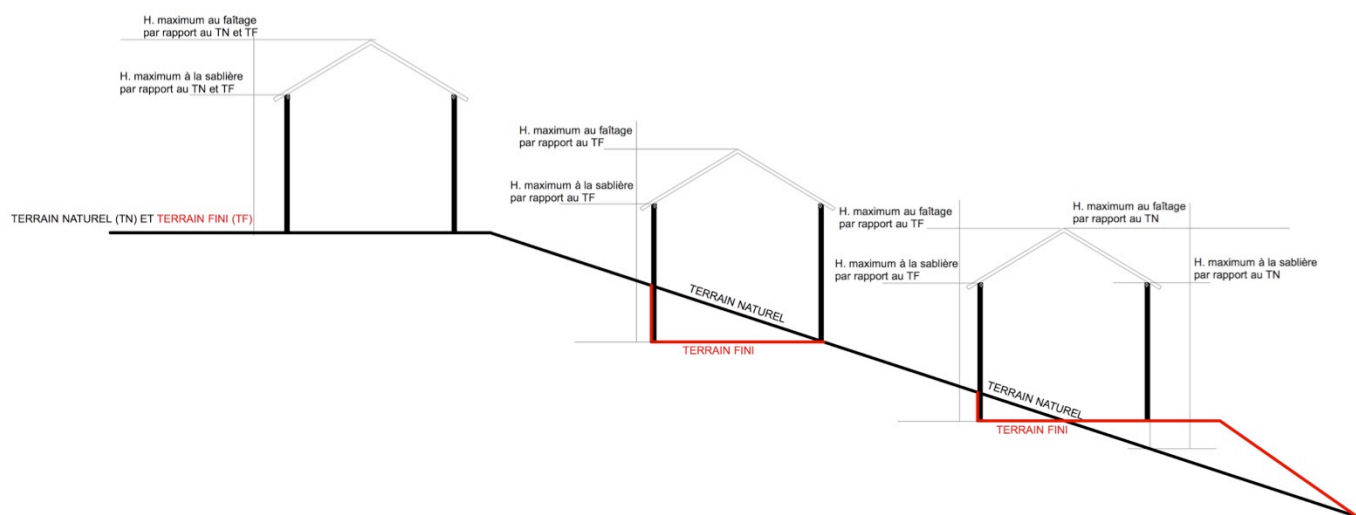 H. maximum au faîtage
par rapport au TN et TF
H. maximum à la sablière
par rapport au TN et TF
TERRAIN NATUREL (TN) ET TERRAIN FINI (TF)
H. maximum au faîtage
par rapport au TF
H. maximum à la sablière
par rapport au TF
TERRAIN NATUREL
TERRAIN FINI
H. maximum au faîtage
par rapport au TF
H. maximum à la sablière
par rapport au TF
H. maximum au faîtage
par rapport au TN
H. maximum à la sablière
par rapport au TN
TERRAIN NATUREL
TERRAIN FINI